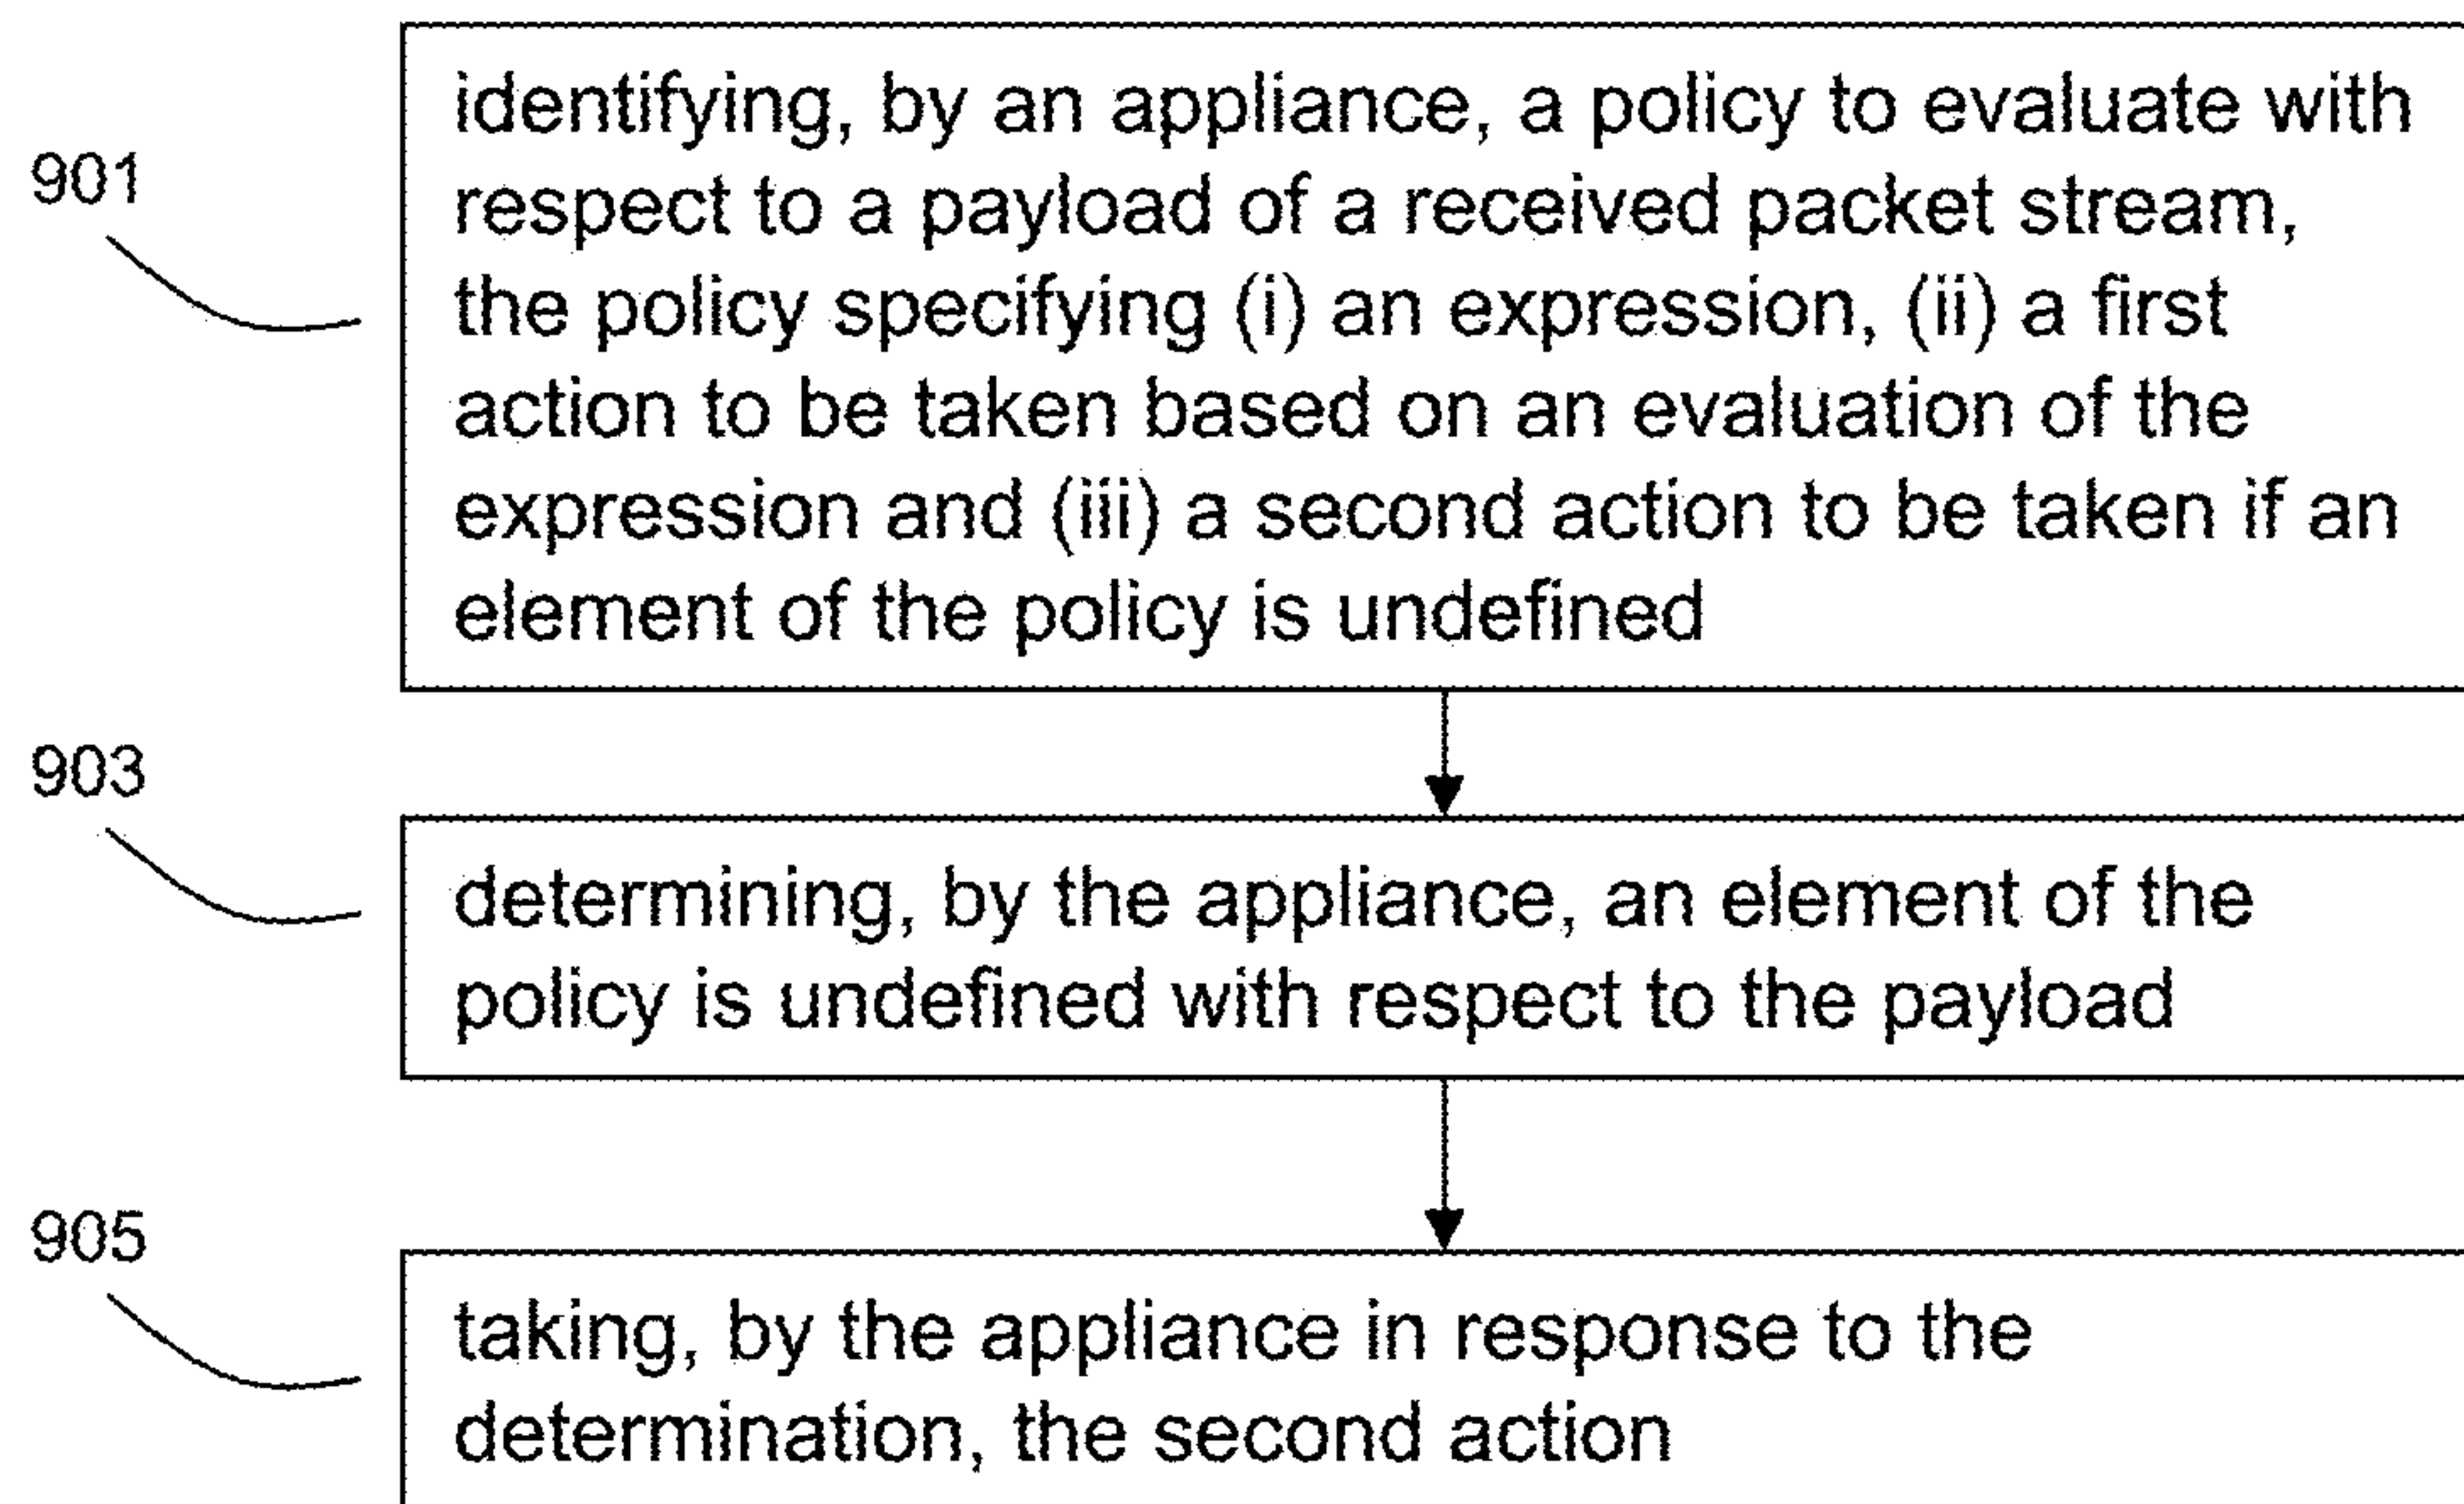 901
identifying, by an appliance, a policy to evaluate with
respect to a payload of a received packet stream,
the policy specifying (i) an expression, (ii) a first
action to be taken based on an evaluation of the
expression and (iii) a second action to be taken if an
element of the policy is undefined
903
determining, by the appliance, an element of the
policy is undefined with respect to the payload
905
taking, by the appliance in response to the
determination, the second action